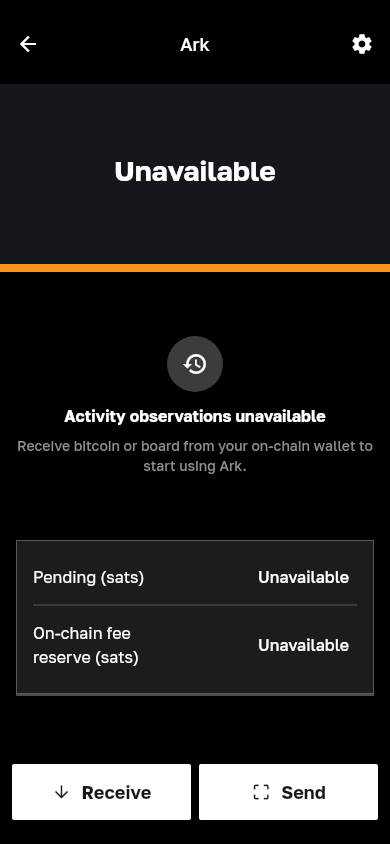 Ark
Unavailable
Activity observations unavailable
Receive bitcoin or board from your on-chain wallet to
start using Ark.
Pending (sats) Unavailable
On-chain fee
reserve (sats) Unavailable
Receive Send